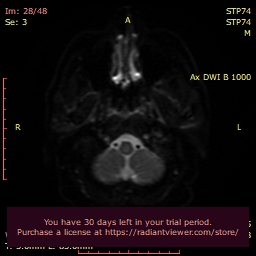 Im: 28/48
Se: 3
A
STP74
STP74
M
Ax DWI B 1000
R
L
You have 30 days left in your trial period.
Purchase a license at https://radiantviewer.com/store/